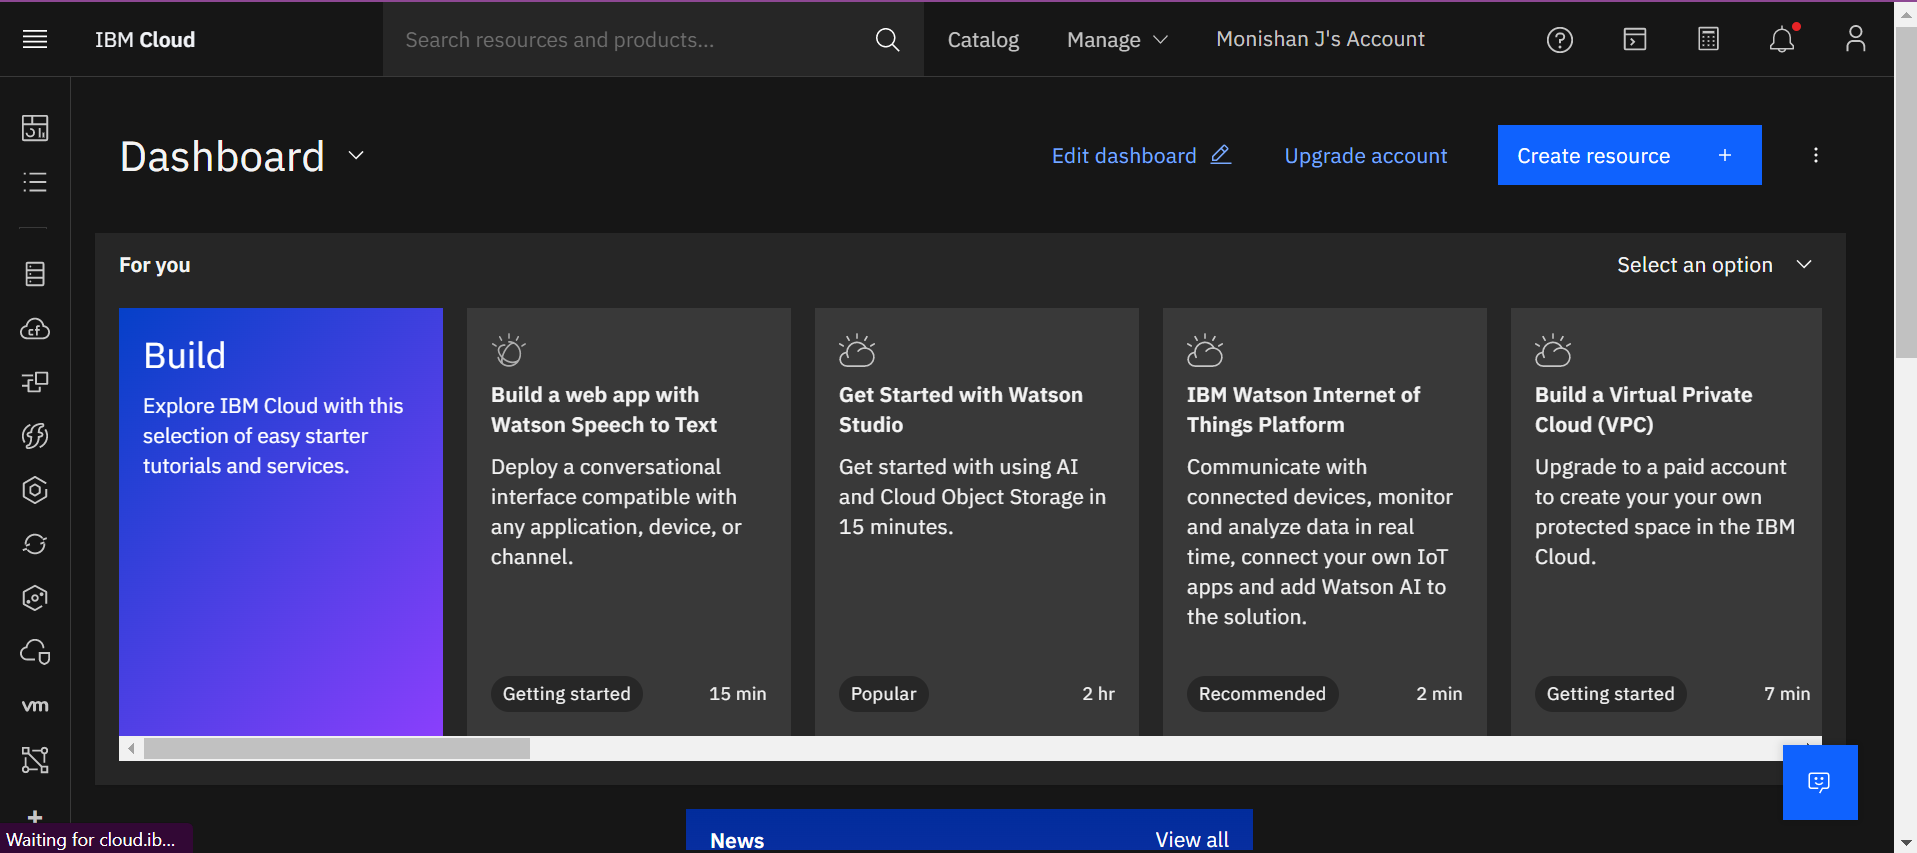 IBM Cloud
Search resources and products...
Catalog
Manage
Monishan J's Account
Dashboard
Edit dashboard
Upgrade account
Create resource +
For you
Select an option
Build
Explore IBM Cloud with this
selection of easy starter
tutorials and services.
Build a web app with
Watson Speech to Text
Deploy a conversational
interface compatible with
any application, device, or
channel.
Getting started
15 min
Get Started with Watson
Studio
Get started with using AI
and Cloud Object Storage in
15 minutes.
Popular
2 hr
IBM Watson Internet of
Things Platform
Communicate with
connected devices, monitor
and analyze data in real
time, connect your own IoT
apps and add Watson AI to
the solution.
Recommended
2 min
Build a Virtual Private
Cloud (VPC)
Upgrade to a paid account
to create your your own
protected space in the IBM
Cloud.
Getting started
7 min
cf
vm
News
View all
Waiting for cloud.ib...